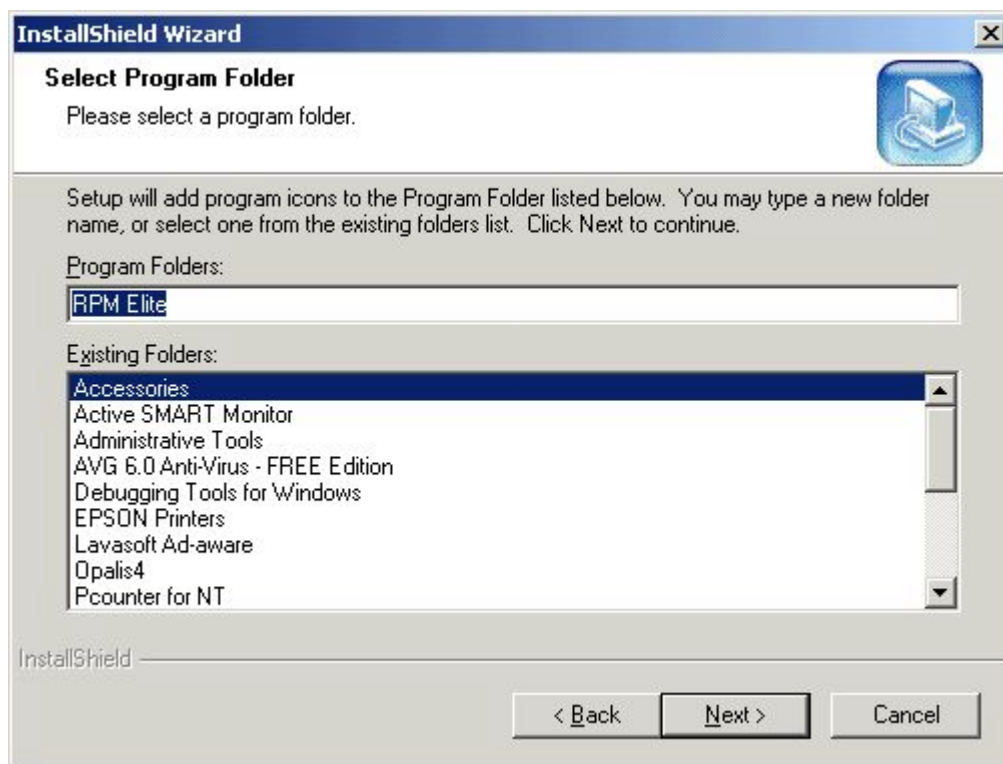 InstallShield Wizard
Select Program Folder
Please select a program folder.
Setup will add program icons to the Program Folder listed below.  You may type a new folder
name, or select one from the existing folders list.  Click Next to continue.
Program Folders:
RPM Elite
Existing Folders:
Accessories
Active SMART Monitor
Administrative Tools
AVG 6.0 Anti-Virus - FREE Edition
Debugging Tools for Windows
EPSON Printers
Lavasoft Ad-aware
Opalis4
Pcounter for NT
InstallShield
< Back
Next >
Cancel